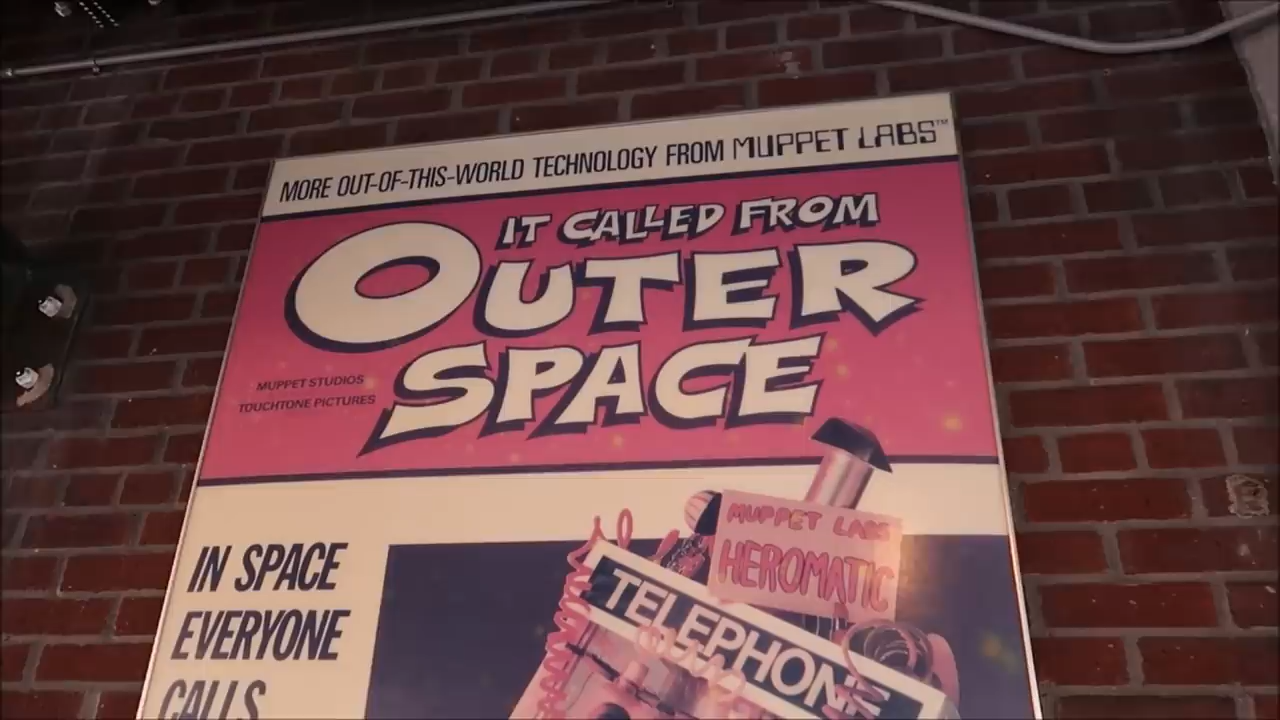 MORE OUT-OF-THIS-WORLD TECHNOLOGY FROM MUPPET LABS™
IT CALLED FROM
OUTER
SPACE
MUPPET STUDIOS
TOUCHTONE PICTURES
MUPPET LABS
HEROMATIC
TELEPHONE
IN SPACE
EVERYONE
CALLS